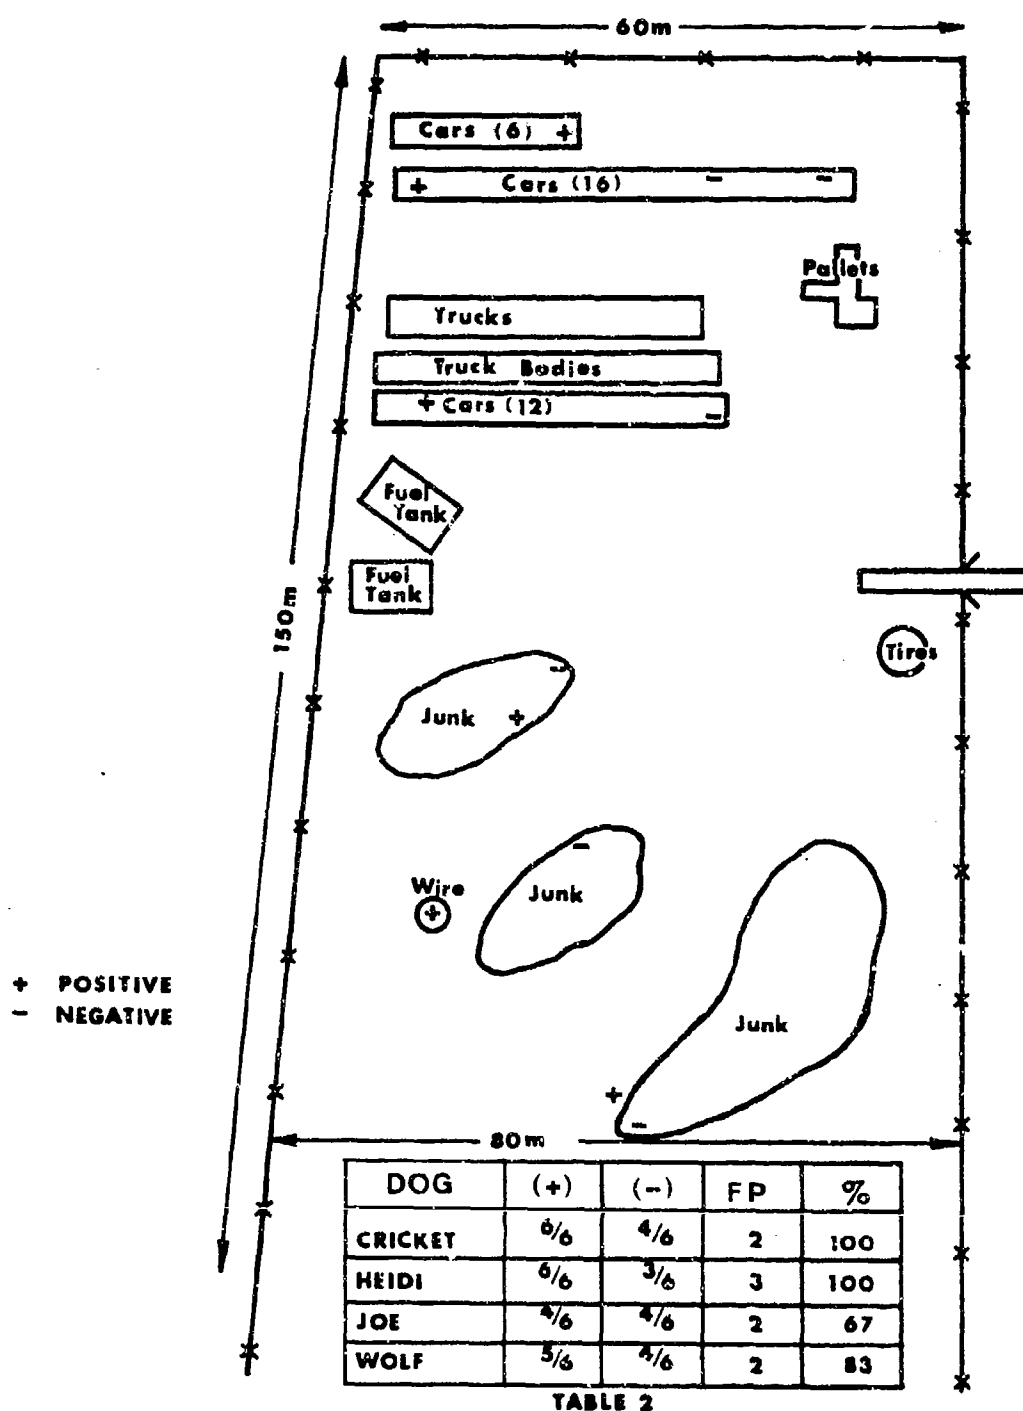 60m
Cars (6) +
+ Cars (16) - -
Pallets
Trucks
Truck Bodies
+ Cars (12) -
Fuel
Tank
Fuel
Tank
150m
Tires
-
Junk +
-
Junk
Wire
+
+ POSITIVE
- NEGATIVE
Junk
+
-
80m
DOG (+) (-) FP %
CRICKET 6/6 4/6 2 100
HEIDI 6/6 3/6 3 100
JOE 4/6 4/6 2 67
WOLF 5/6 4/6 2 83
TABLE 2